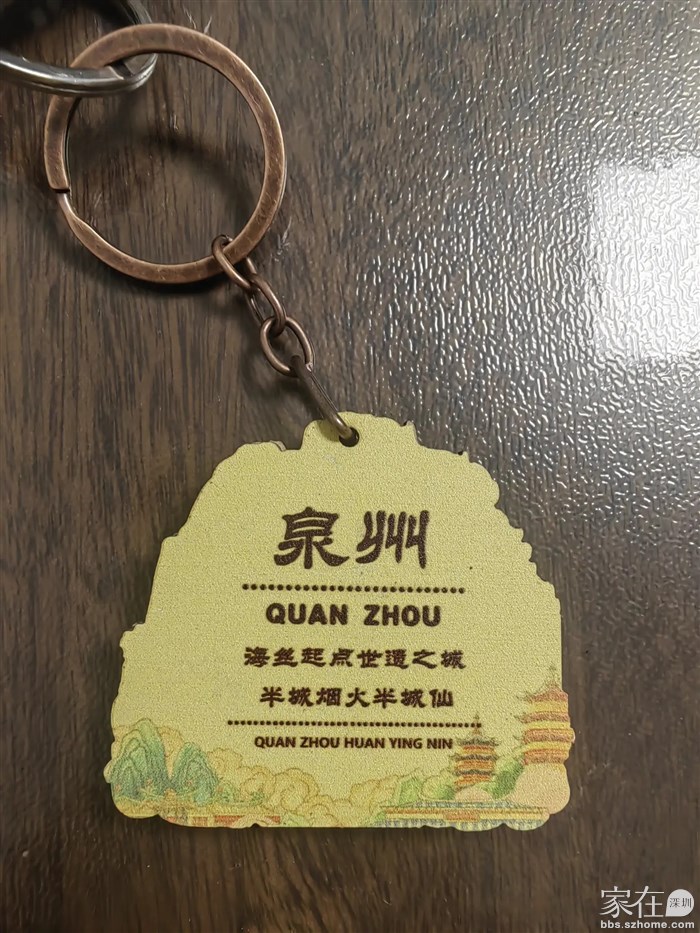 泉州
QUAN ZHOU
海丝起点世遗之城
半城烟火半城仙
QUAN ZHOU HUAN YING NIN
家在深圳
bbs.szhome.com